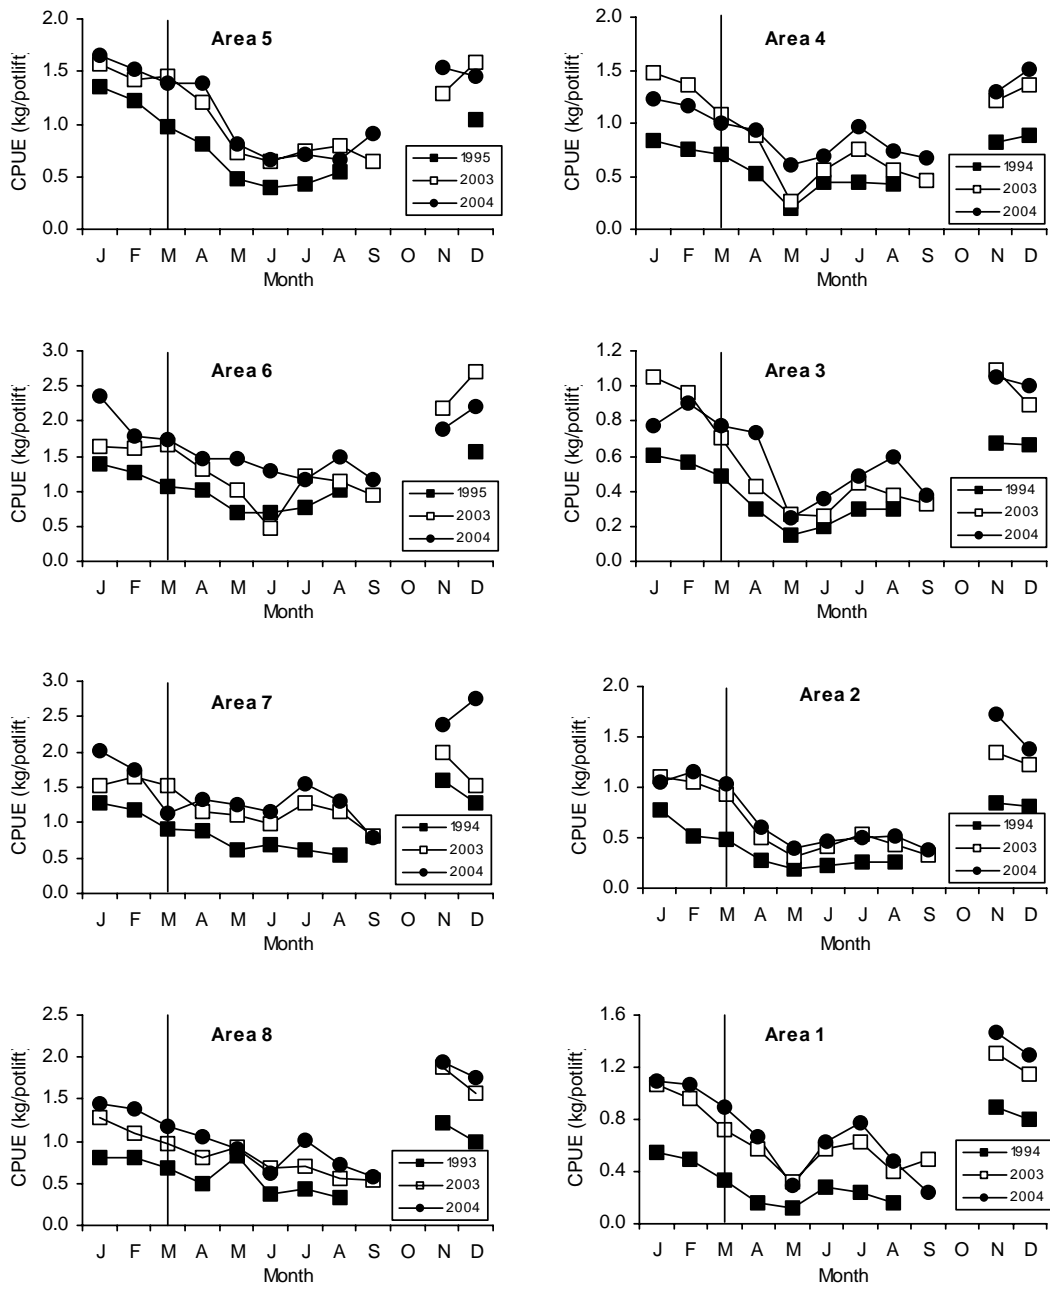 Area 5
CPUE (kg/potlift)
2.0
1.5
1.0
0.5
0.0
J F M A M J J A S O N D
Month
1995
2003
2004
Area 4
CPUE (kg/potlift)
2.0
1.5
1.0
0.5
0.0
J F M A M J J A S O N D
Month
1994
2003
2004
Area 6
CPUE (kg/potlift)
3.0
2.5
2.0
1.5
1.0
0.5
0.0
J F M A M J J A S O N D
Month
1995
2003
2004
Area 3
CPUE (kg/potlift)
1.2
1.0
0.8
0.6
0.4
0.2
0.0
J F M A M J J A S O N D
Month
1994
2003
2004
Area 7
CPUE (kg/potlift)
3.0
2.5
2.0
1.5
1.0
0.5
0.0
J F M A M J J A S O N D
Month
1994
2003
2004
Area 2
CPUE (kg/potlift)
2.0
1.5
1.0
0.5
0.0
J F M A M J J A S O N D
Month
1994
2003
2004
Area 8
CPUE (kg/potlift)
2.5
2.0
1.5
1.0
0.5
0.0
J F M A M J J A S O N D
Month
1993
2003
2004
Area 1
CPUE (kg/potlift)
1.6
1.2
0.8
0.4
0.0
J F M A M J J A S O N D
Month
1994
2003
2004